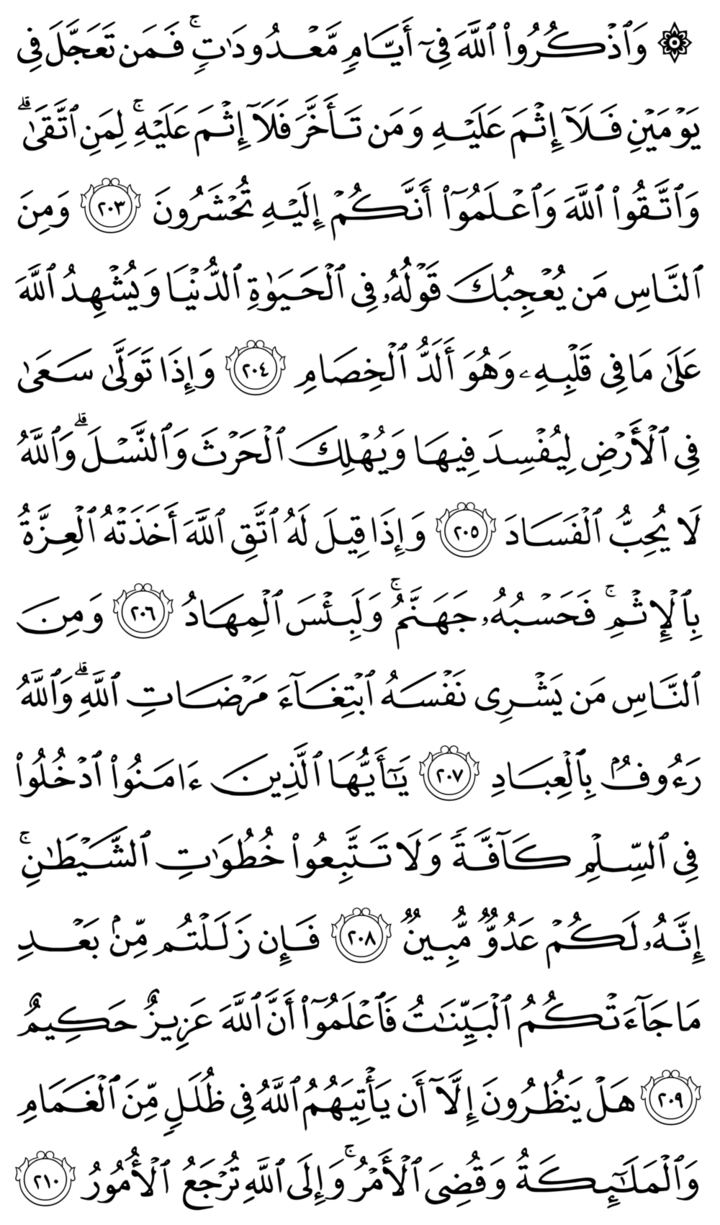 ۞ وَٱذۡكُرُواْ ٱللَّهَ فِيٓ أَيَّامٖ مَّعۡدُودَٰتٖۚ فَمَن تَعَجَّلَ فِي
يَوۡمَيۡنِ فَلَآ إِثۡمَ عَلَيۡهِ وَمَن تَأَخَّرَ فَلَآ إِثۡمَ عَلَيۡهِۚ لِمَنِ ٱتَّقَىٰۗ
وَٱتَّقُواْ ٱللَّهَ وَٱعۡلَمُوٓاْ أَنَّكُمۡ إِلَيۡهِ تُحۡشَرُونَ ٢٠٣ وَمِنَ
ٱلنَّاسِ مَن يُعۡجِبُكَ قَوۡلُهُۥ فِي ٱلۡحَيَوٰةِ ٱلدُّنۡيَا وَيُشۡهِدُ ٱللَّهَ
عَلَىٰ مَا فِي قَلۡبِهِۦ وَهُوَ أَلَدُّ ٱلۡخِصَامِ ٢٠٤ وَإِذَا تَوَلَّىٰ سَعَىٰ
فِي ٱلۡأَرۡضِ لِيُفۡسِدَ فِيهَا وَيُهۡلِكَ ٱلۡحَرۡثَ وَٱلنَّسۡلَۗ وَٱللَّهُ
لَا يُحِبُّ ٱلۡفَسَادَ ٢٠٥ وَإِذَا قِيلَ لَهُ ٱتَّقِ ٱللَّهَ أَخَذَتۡهُ ٱلۡعِزَّةُ
بِٱلۡإِثۡمِۚ فَحَسۡبُهُۥ جَهَنَّمُۚ وَلَبِئۡسَ ٱلۡمِهَادُ ٢٠٦ وَمِنَ
ٱلنَّاسِ مَن يَشۡرِي نَفۡسَهُ ٱبۡتِغَآءَ مَرۡضَاتِ ٱللَّهِۗ وَٱللَّهُ
رَءُوفُۢ بِٱلۡعِبَادِ ٢٠٧ يَٰٓأَيُّهَا ٱلَّذِينَ ءَامَنُواْ ٱدۡخُلُواْ
فِي ٱلسِّلۡمِ كَآفَّةٗ وَلَا تَتَّبِعُواْ خُطُوَٰتِ ٱلشَّيۡطَٰنِۚ
إِنَّهُۥ لَكُمۡ عَدُوّٞ مُّبِينٞ ٢٠٨ فَإِن زَلَلۡتُم مِّنۢ بَعۡدِ
مَا جَآءَتۡكُمُ ٱلۡبَيِّنَٰتُ فَٱعۡلَمُوٓاْ أَنَّ ٱللَّهَ عَزِيزٌ حَكِيمٌ
٢٠٩ هَلۡ يَنظُرُونَ إِلَّآ أَن يَأۡتِيَهُمُ ٱللَّهُ فِي ظُلَلٖ مِّنَ ٱلۡغَمَامِ
وَٱلۡمَلَٰٓئِكَةُ وَقُضِيَ ٱلۡأَمۡرُۚ وَإِلَى ٱللَّهِ تُرۡجَعُ ٱلۡأُمُورُ ٢١٠